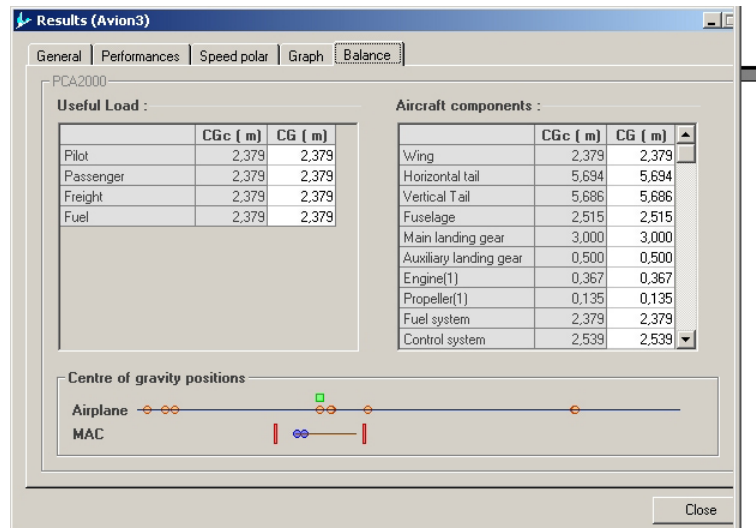 Results (Avion3)
General Performances Speed polar Graph Balance
PCA2000
Useful Load :
CGc ( m) CG ( m)
Pilot 2,379 2,379
Passenger 2,379 2,379
Freight 2,379 2,379
Fuel 2,379 2,379
Aircraft components :
CGc ( m) CG ( m)
Wing 2,379 2,379
Horizontal tail 5,694 5,694
Vertical Tail 5,686 5,686
Fuselage 2,515 2,515
Main landing gear 3,000 3,000
Auxiliary landing gear 0,500 0,500
Engine(1) 0,367 0,367
Propeller(1) 0,135 0,135
Fuel system 2,379 2,379
Control system 2,539 2,539
Centre of gravity positions
Airplane
MAC
Close